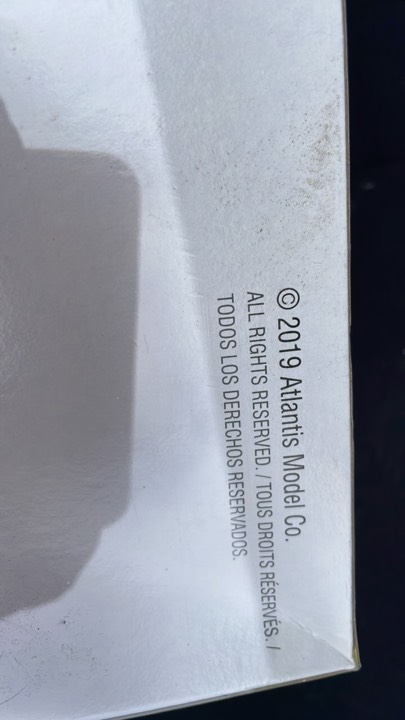 © 2019 Atlantis Model Co.
ALL RIGHTS RESERVED. / TOUS DROITS RÉSERVÉS. /
TODOS LOS DERECHOS RESERVADOS.